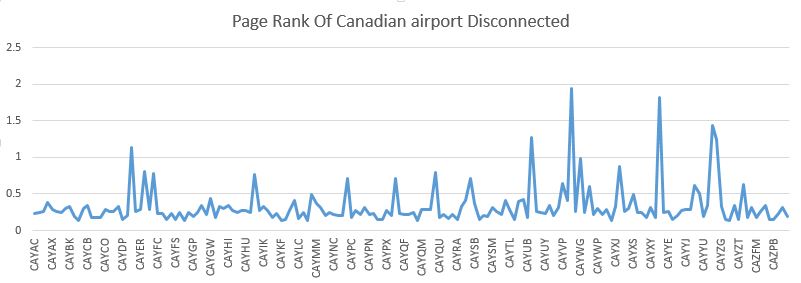 Page Rank Of Canadian airport Disconnected
2.5
2
1.5
1
0.5
0
CAYAC
CAYAX
CAYBK
CAYCB
CAYCO
CAYDP
CAYER
CAYFC
CAYFS
CAYGP
CAYGW
CAYHI
CAYHU
CAYIK
CAYKF
CAYLC
CAYMM
CAYNC
CAYPC
CAYPN
CAYPX
CAYQF
CAYQM
CAYQU
CAYRA
CAYSB
CAYSM
CAYTL
CAYUB
CAYUY
CAYVP
CAYWG
CAYWP
CAYXJ
CAYXS
CAYXY
CAYYE
CAYYJ
CAYYU
CAYZG
CAYZT
CAZFM
CAZPB